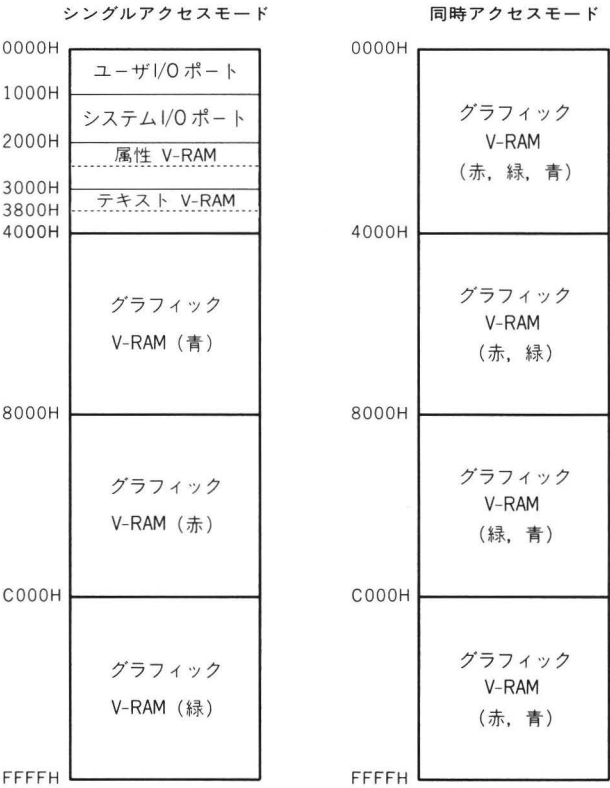 シングルアクセスモード
0000H
ユーザI/Oポート
1000H
システムI/Oポート
2000H
属性 V-RAM
3000H
テキスト V-RAM
3800H
4000H
グラフィック
V-RAM (青)
8000H
グラフィック
V-RAM (赤)
C000H
グラフィック
V-RAM (緑)
FFFFH
同時アクセスモード
0000H
グラフィック
V-RAM
(赤, 緑, 青)
4000H
グラフィック
V-RAM
(赤, 緑)
8000H
グラフィック
V-RAM
(緑, 青)
C000H
グラフィック
V-RAM
(赤, 青)
FFFFH